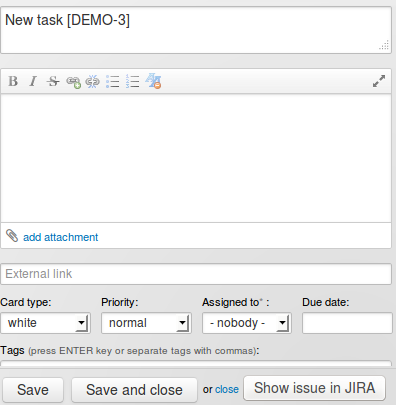 New task [DEMO-3]
B I S
add attachment
External link
Card type: Priority: Assigned to* : Due date:
white normal - nobody -
Tags (press ENTER key or separate tags with commas):
Save Save and close or close Show issue in JIRA